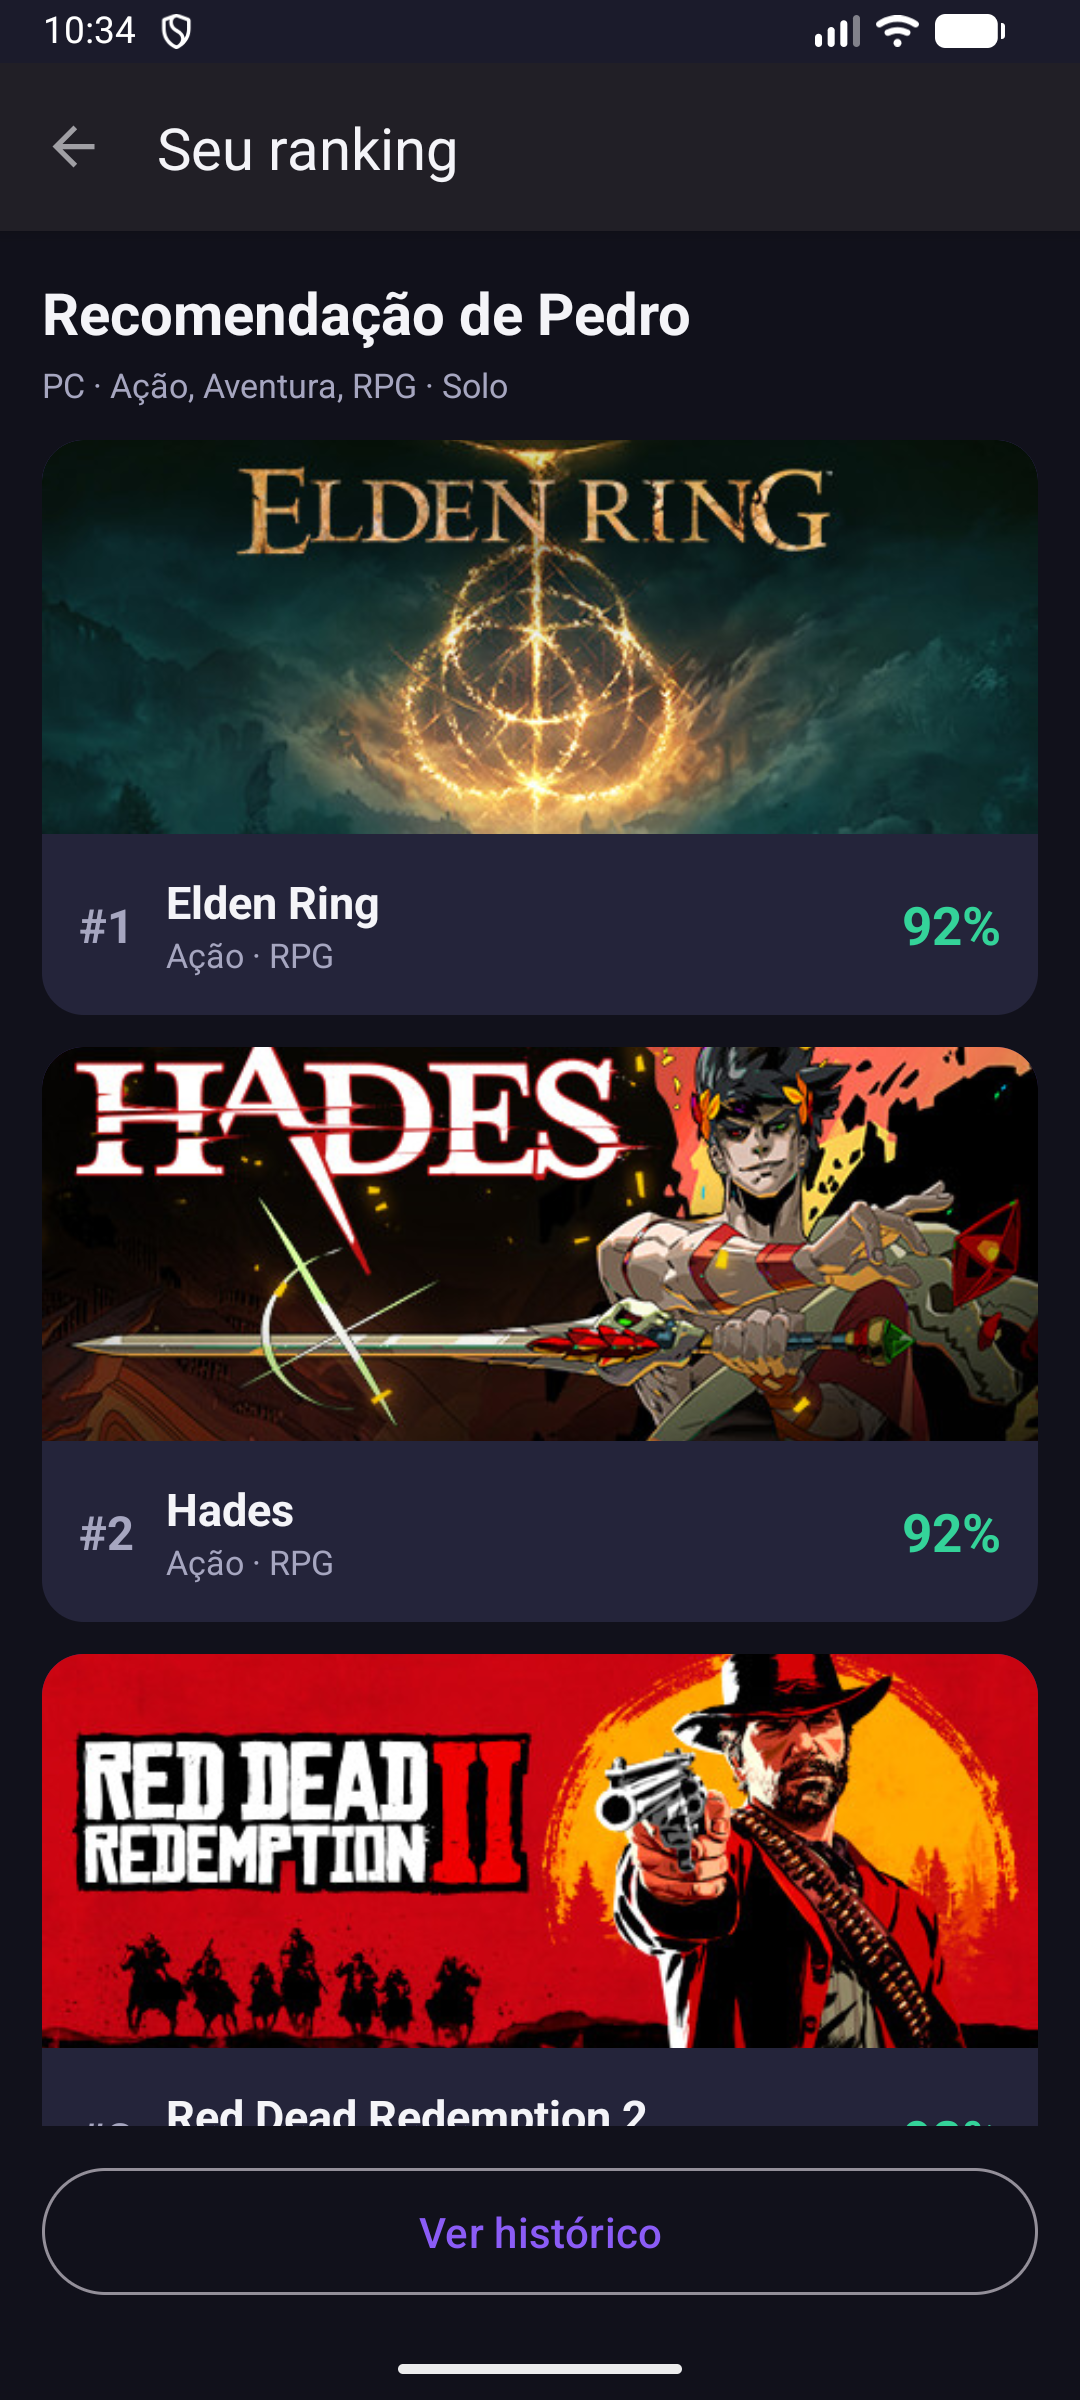 10:34
Seu ranking
Recomendação de Pedro
PC · Ação, Aventura, RPG · Solo
ELDEN RING
#1
Elden Ring
92%
Ação · RPG
HADES
#2
Hades
92%
Ação · RPG
RED DEAD
REDEMPTION II
Red Dead Redemption 2
Ver histórico